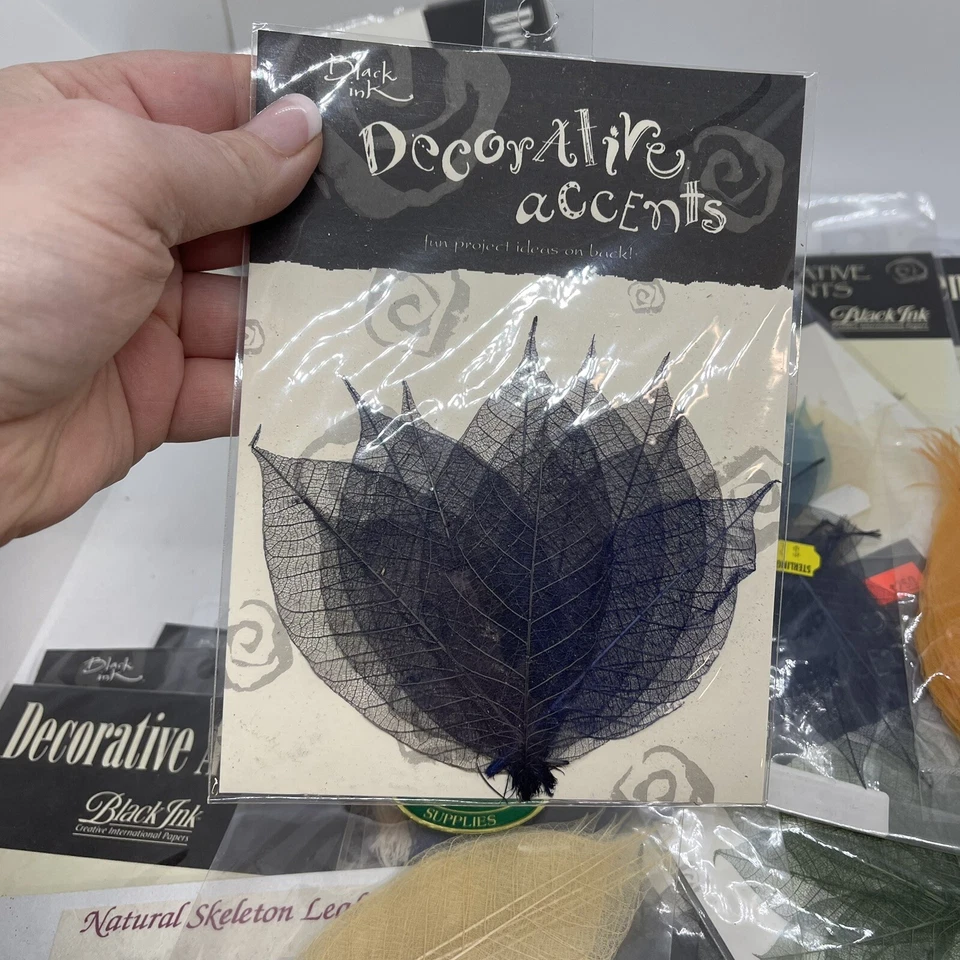 Black
ink
Decorative
accents
fun project ideas on back!
ATIVE
NTS
Black Ink
STERLING
Black
ink
Decorative A
Black Ink
Creative International Papers
SUPPLIES
Natural Skeleton Lea